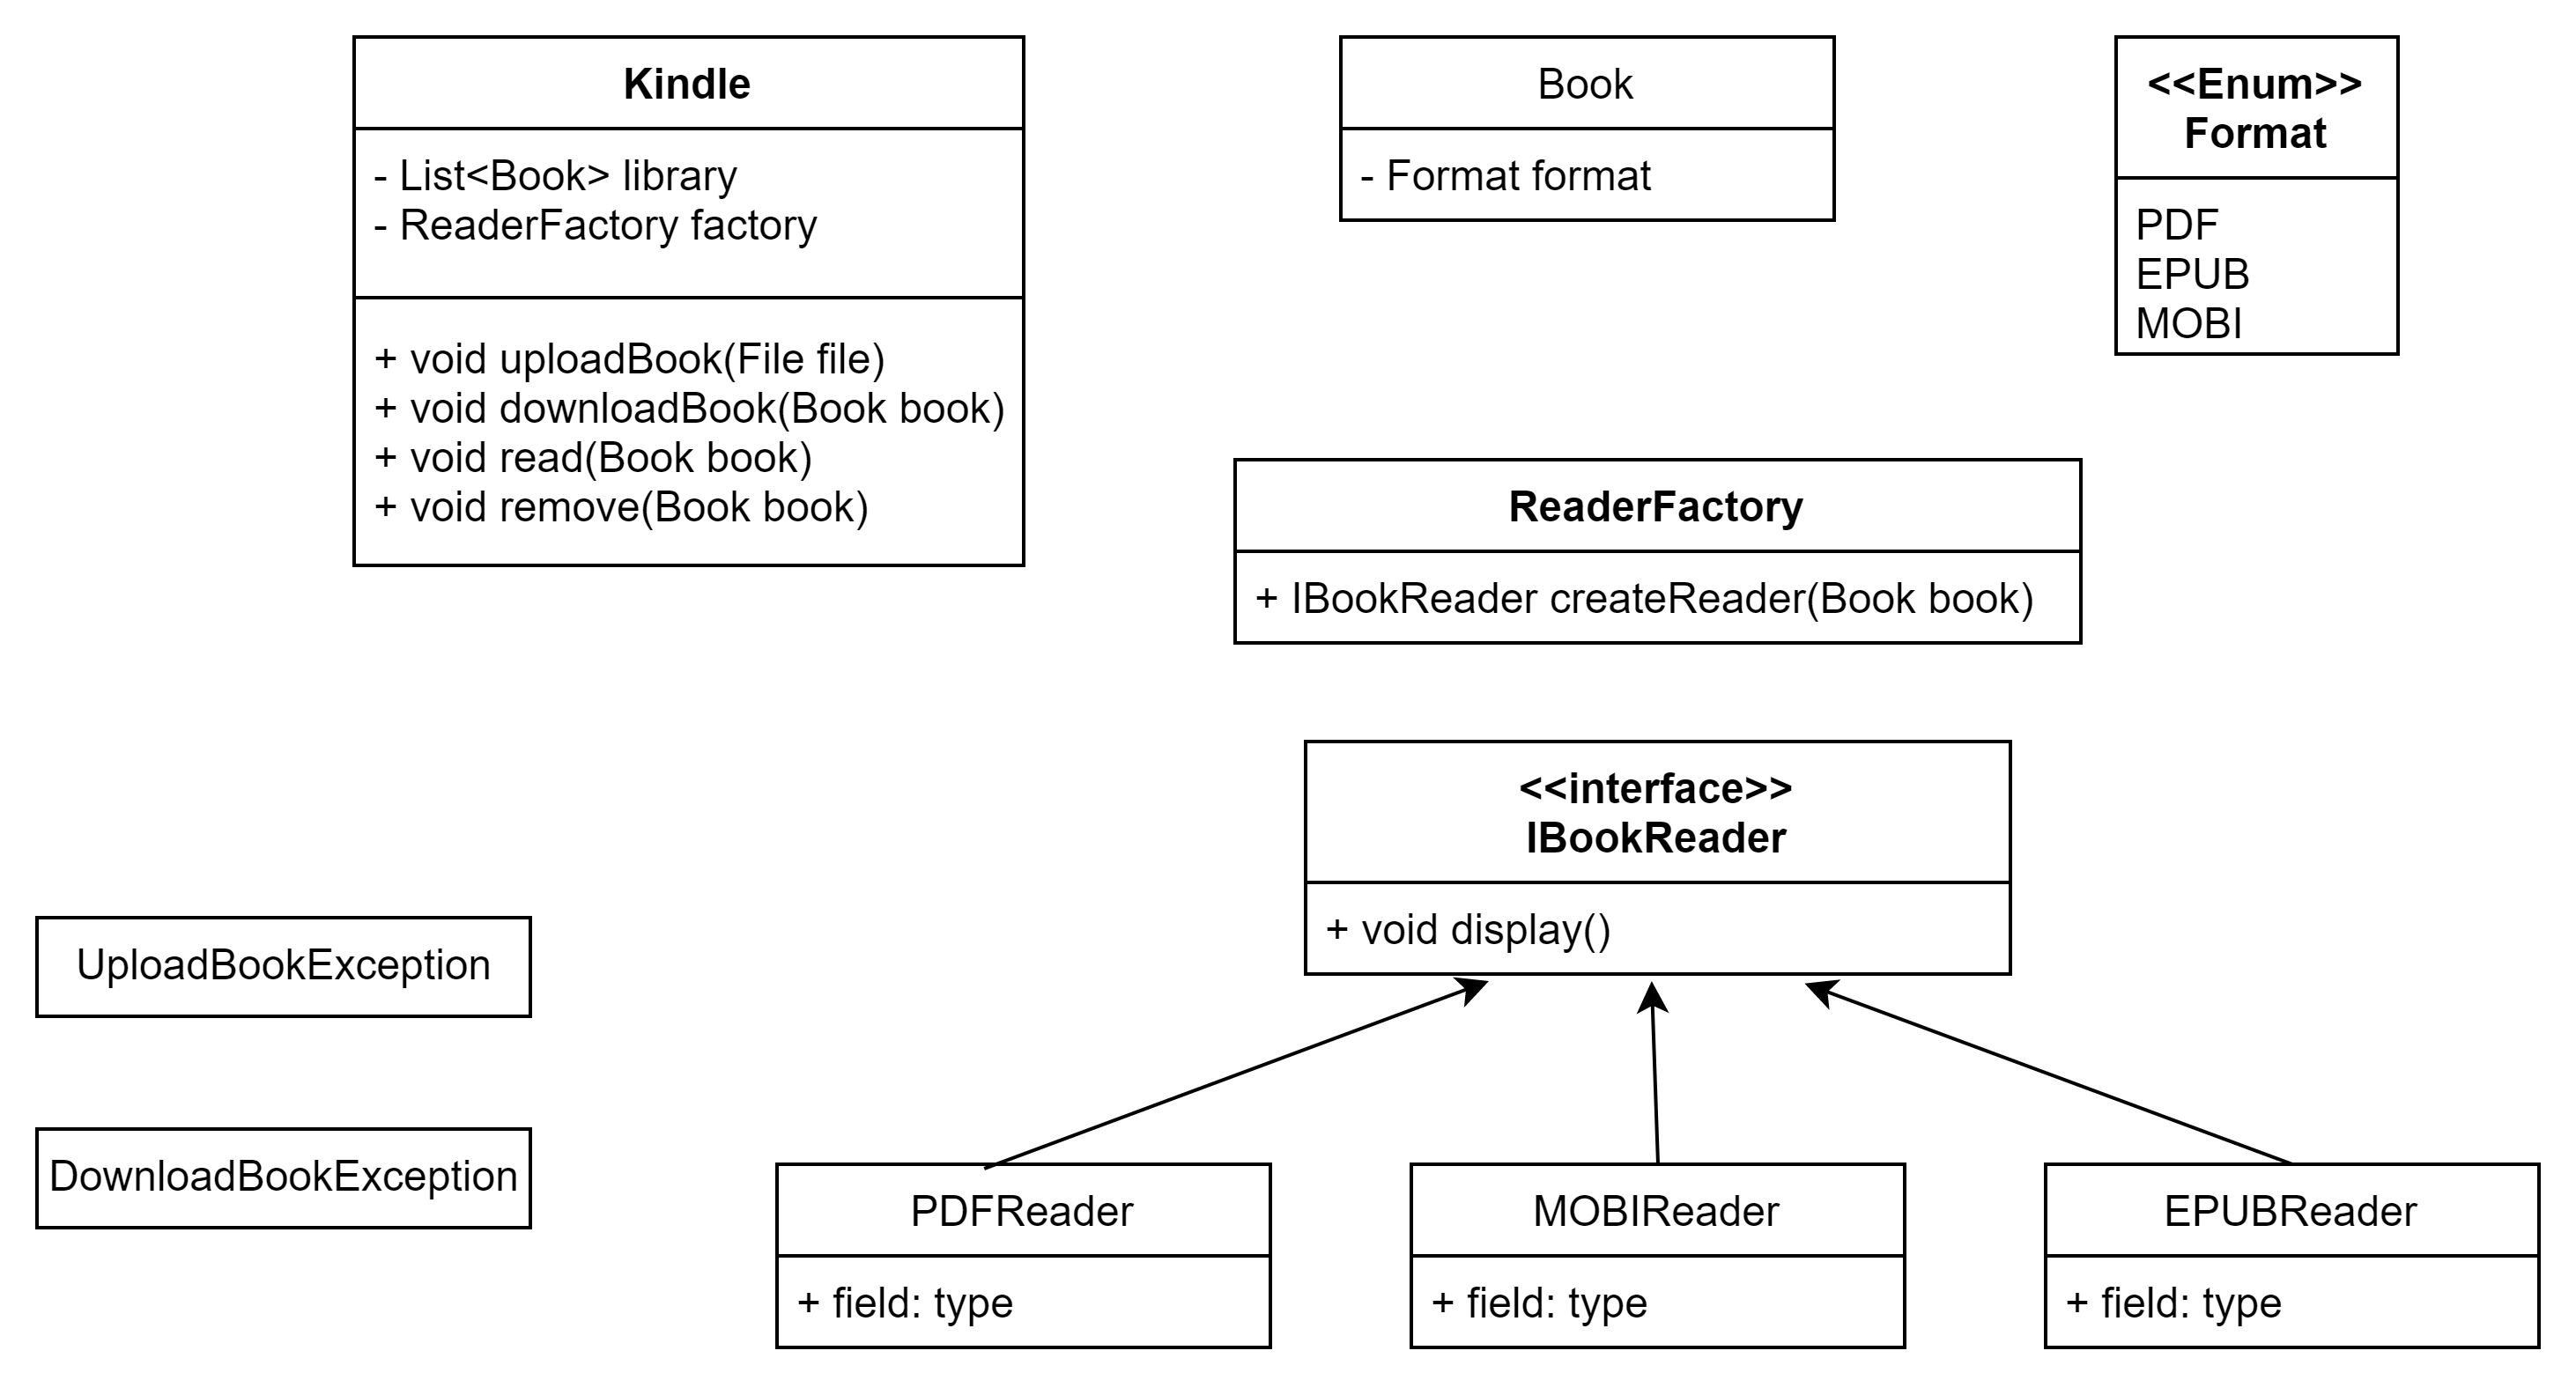 Kindle
- List<Book> library
- ReaderFactory factory
+ void uploadBook(File file)
+ void downloadBook(Book book)
+ void read(Book book)
+ void remove(Book book)
Book
- Format format
<<Enum>>
Format
PDF
EPUB
MOBI
ReaderFactory
+ IBookReader createReader(Book book)
<<interface>>
IBookReader
+ void display()
UploadBookException
DownloadBookException
PDFReader
+ field: type
MOBIReader
+ field: type
EPUBReader
+ field: type